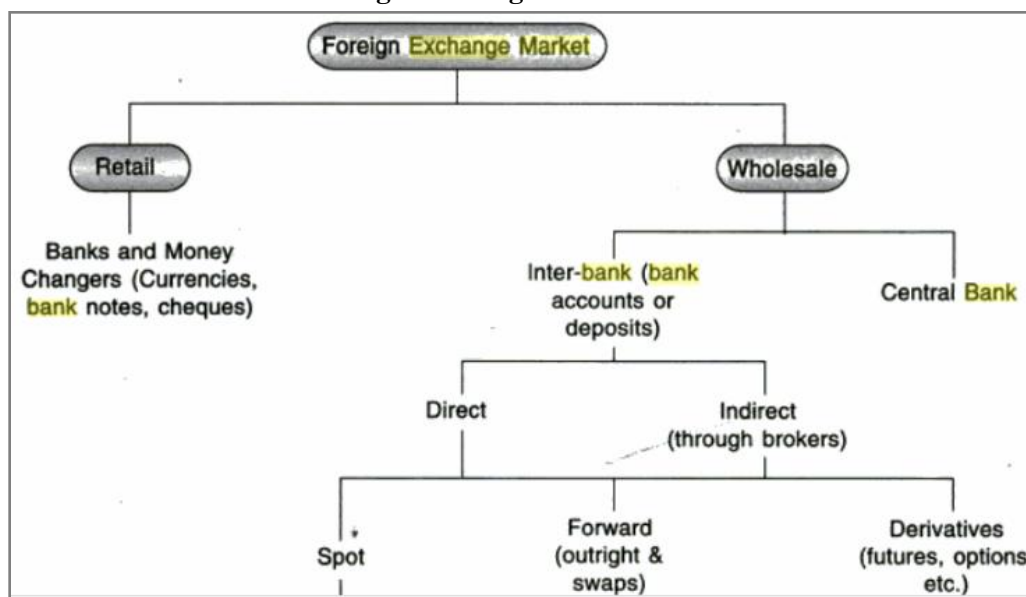 Foreign Exchange Market
Retail
Wholesale
Banks and Money
Changers (Currencies,
bank notes, cheques)
Inter-bank (bank
accounts or
deposits)
Central Bank
Direct
Indirect
(through brokers)
Spot
Forward
(outright &
swaps)
Derivatives
(futures, options
etc.)